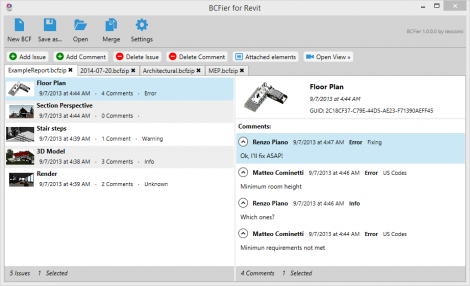 BCFier for Revit
New BCF Save as... Open Merge Settings
BCFier 1.0.0.0 by teocomi
Add Issue Add Comment Delete Issue Delete Comment Attached elements Open View »
ExampleReport.bcfzip ✖ 2014-07-20.bcfzip ✖ Architectural.bcfzip ✖ MEP.bcfzip ✖
Floor Plan
9/7/2013 at 4:44 AM - 4 Comments - Error
Section Perspective
9/7/2013 at 4:44 AM - 0 Comments -
Stair steps
9/7/2013 at 4:39 AM - 1 Comment - Warning
3D Model
9/7/2013 at 4:38 AM - 3 Comments - Info
Render
9/7/2013 at 4:59 AM - 2 Comments - Unknown
5 Issues 1 Selected
Floor Plan
9/7/2013 at 4:44 AM
GUID: 2C18CF37-C79E-44D5-AE23-F71390AEFF45
Comments:
Renzo Piano 9/7/2013 at 4:47 AM Error Fixing
Ok, I'll fix ASAP!
Matteo Cominetti 9/7/2013 at 4:46 AM Error US Codes
Minimum room height
Renzo Piano 9/7/2013 at 4:46 AM Info
Which ones?
Matteo Cominetti 9/7/2013 at 4:44 AM Error US Codes
Minimun requirements not met
4 Comments 1 Selected